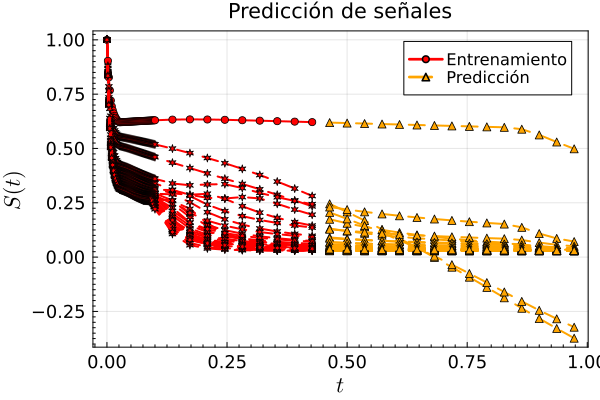 Predicción de señales
1.00
0.75
0.50
0.25
0.00
−0.25
S(t)
Entrenamiento
Predicción
0.00 0.25 0.50 0.75 1.00
t